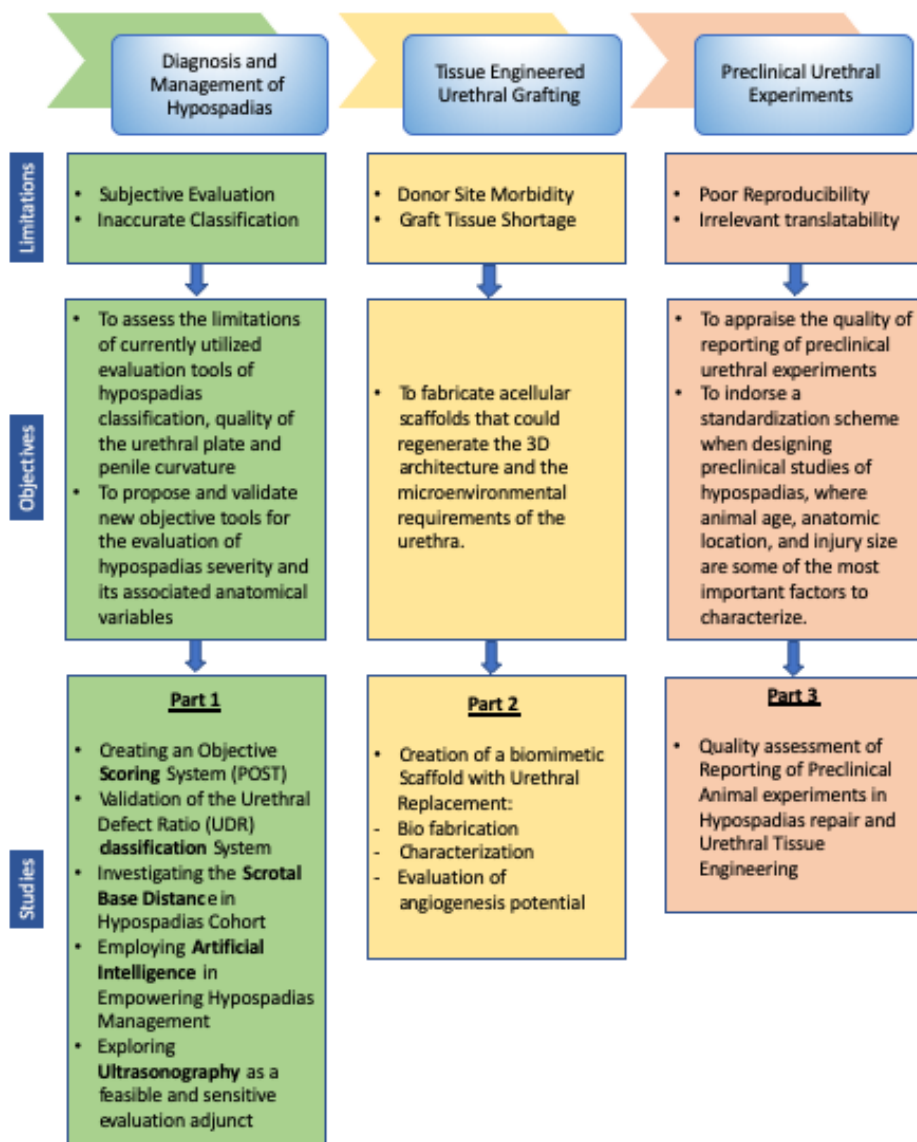 Diagnosis and
Management of
Hypospadias
Tissue Engineered
Urethral Grafting
Preclinical Urethral
Experiments
Limitations
• Subjective Evaluation
• Inaccurate Classification
• Donor Site Morbidity
• Graft Tissue Shortage
• Poor Reproducibility
• Irrelevant translatability
Objectives
• To assess the limitations
of currently utilized
evaluation tools of
hypospadias
classification, quality of
the urethral plate and
penile curvature
• To propose and validate
new objective tools for
the evaluation of
hypospadias severity and
its associated anatomical
variables
• To fabricate acellular
scaffolds that could
regenerate the 3D
architecture and the
microenvironmental
requirements of the
urethra.
• To appraise the quality of
reporting of preclinical
urethral experiments
• To indorse a
standardization scheme
when designing
preclinical studies of
hypospadias, where
animal age, anatomic
location, and injury size
are some of the most
important factors to
characterize.
Studies
Part 1
• Creating an Objective
Scoring System (POST)
• Validation of the Urethral
Defect Ratio (UDR)
classification System
• Investigating the Scrotal
Base Distance in
Hypospadias Cohort
• Employing Artificial
Intelligence in
Empowering Hypospadias
Management
• Exploring
Ultrasonography as a
feasible and sensitive
evaluation adjunct
Part 2
• Creation of a biomimetic
Scaffold with Urethral
Replacement:
- Bio fabrication
- Characterization
- Evaluation of
angiogenesis potential
Part 3
• Quality assessment of
Reporting of Preclinical
Animal experiments in
Hypospadias repair and
Urethral Tissue
Engineering